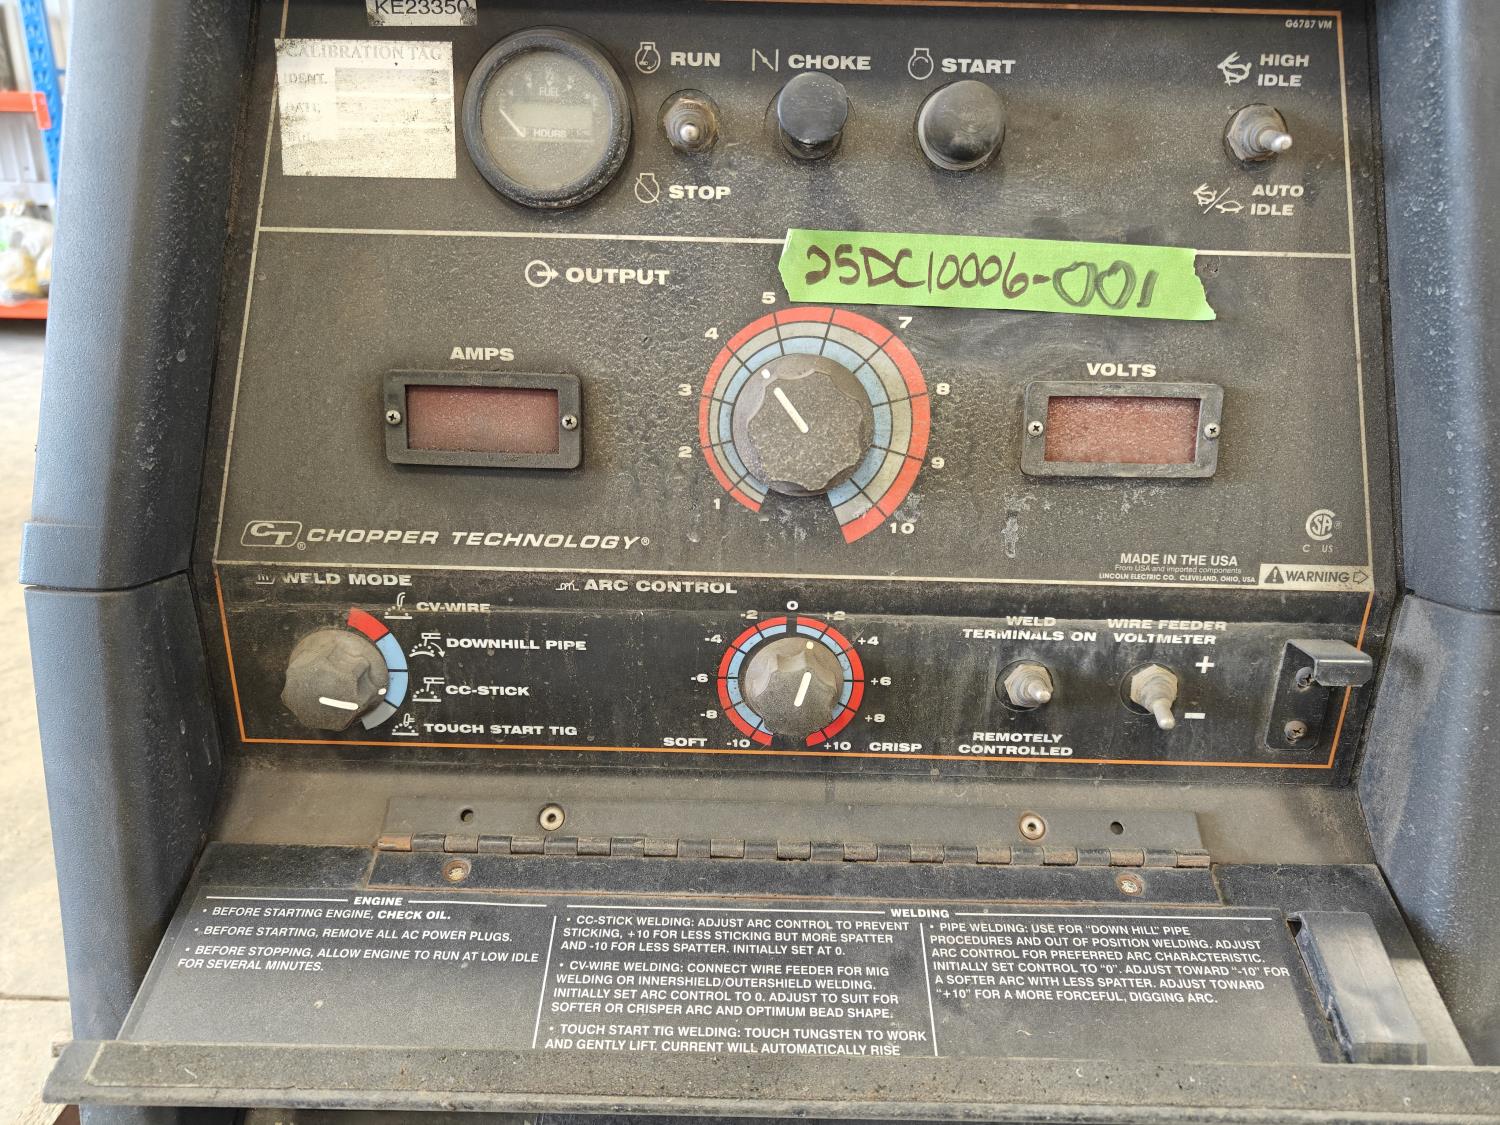 KE23350
G6787 VM
CALIBRATION TAG
IDENT.
FUEL
HOURS
RUN
CHOKE
START
HIGH
IDLE
STOP
AUTO
IDLE
25DC10006-001
OUTPUT
AMPS
VOLTS
1
2
3
4
5
7
8
9
10
CT® CHOPPER TECHNOLOGY®
CSA®
C US
MADE IN THE USA
From USA and imported components
LINCOLN ELECTRIC CO. CLEVELAND, OHIO, USA
WARNING
WELD MODE
CV-WIRE
DOWNHILL PIPE
CC-STICK
TOUCH START TIG
ARC CONTROL
0
-2 +2
-4 +4
-6 +6
-8 +8
SOFT -10 +10 CRISP
WELD
TERMINALS ON
REMOTELY
CONTROLLED
WIRE FEEDER
VOLTMETER
+
−
ENGINE
• BEFORE STARTING ENGINE, CHECK OIL.
• BEFORE STARTING, REMOVE ALL AC POWER PLUGS.
• BEFORE STOPPING, ALLOW ENGINE TO RUN AT LOW IDLE
FOR SEVERAL MINUTES.
WELDING
• CC-STICK WELDING: ADJUST ARC CONTROL TO PREVENT
STICKING, +10 FOR LESS STICKING BUT MORE SPATTER
AND -10 FOR LESS SPATTER. INITIALLY SET AT 0.
• CV-WIRE WELDING: CONNECT WIRE FEEDER FOR MIG
WELDING OR INNERSHIELD/OUTERSHIELD WELDING.
INITIALLY SET ARC CONTROL TO 0. ADJUST TO SUIT FOR
SOFTER OR CRISPER ARC AND OPTIMUM BEAD SHAPE.
• TOUCH START TIG WELDING: TOUCH TUNGSTEN TO WORK
AND GENTLY LIFT. CURRENT WILL AUTOMATICALLY RISE
• PIPE WELDING: USE FOR "DOWN HILL" PIPE
PROCEDURES AND OUT OF POSITION WELDING. ADJUST
ARC CONTROL FOR PREFERRED ARC CHARACTERISTIC.
INITIALLY SET CONTROL TO "0". ADJUST TOWARD "-10" FOR
A SOFTER ARC WITH LESS SPATTER. ADJUST TOWARD
"+10" FOR A MORE FORCEFUL, DIGGING ARC.